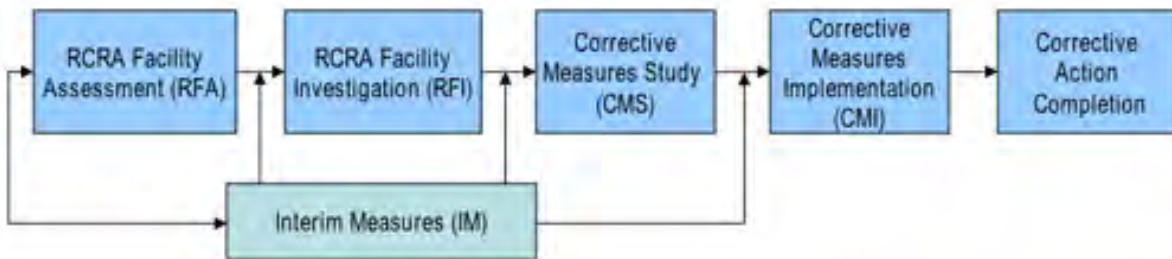 RCRA Facility
Assessment (RFA)
RCRA Facility
Investigation (RFI)
Corrective
Measures Study
(CMS)
Corrective
Measures
Implementation
(CMI)
Corrective
Action
Completion
Interim Measures (IM)